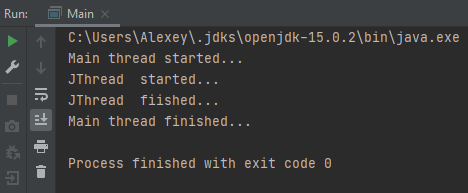 Run: Main
C:\Users\Alexey\.jdks\openjdk-15.0.2\bin\java.exe
Main thread started...
JThread  started...
JThread  fiished...
Main thread finished...
Process finished with exit code 0